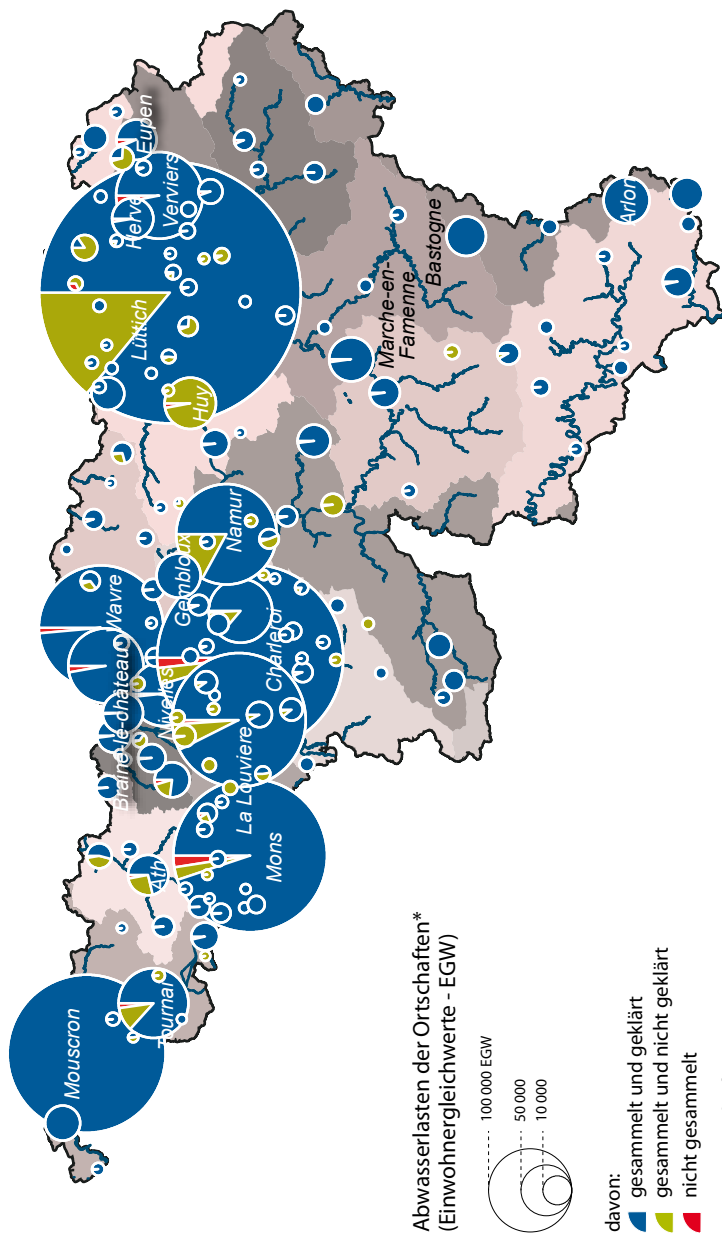 Mouscron
Tournai
Ath
Mons
La Louviere
Braine-le-château
Nivelles
Wavre
Charleroi
Gembloux
Namur
Huy
Lüttich
Herve
Verviers
Eupen
Marche-en-
Famenne
Bastogne
Arlon
Abwasserlasten der Ortschaften*
(Einwohnergleichwerte - EGW)
100 000 EGW
50 000
10 000
davon:
gesammelt und geklärt
gesammelt und nicht geklärt
nicht gesammelt